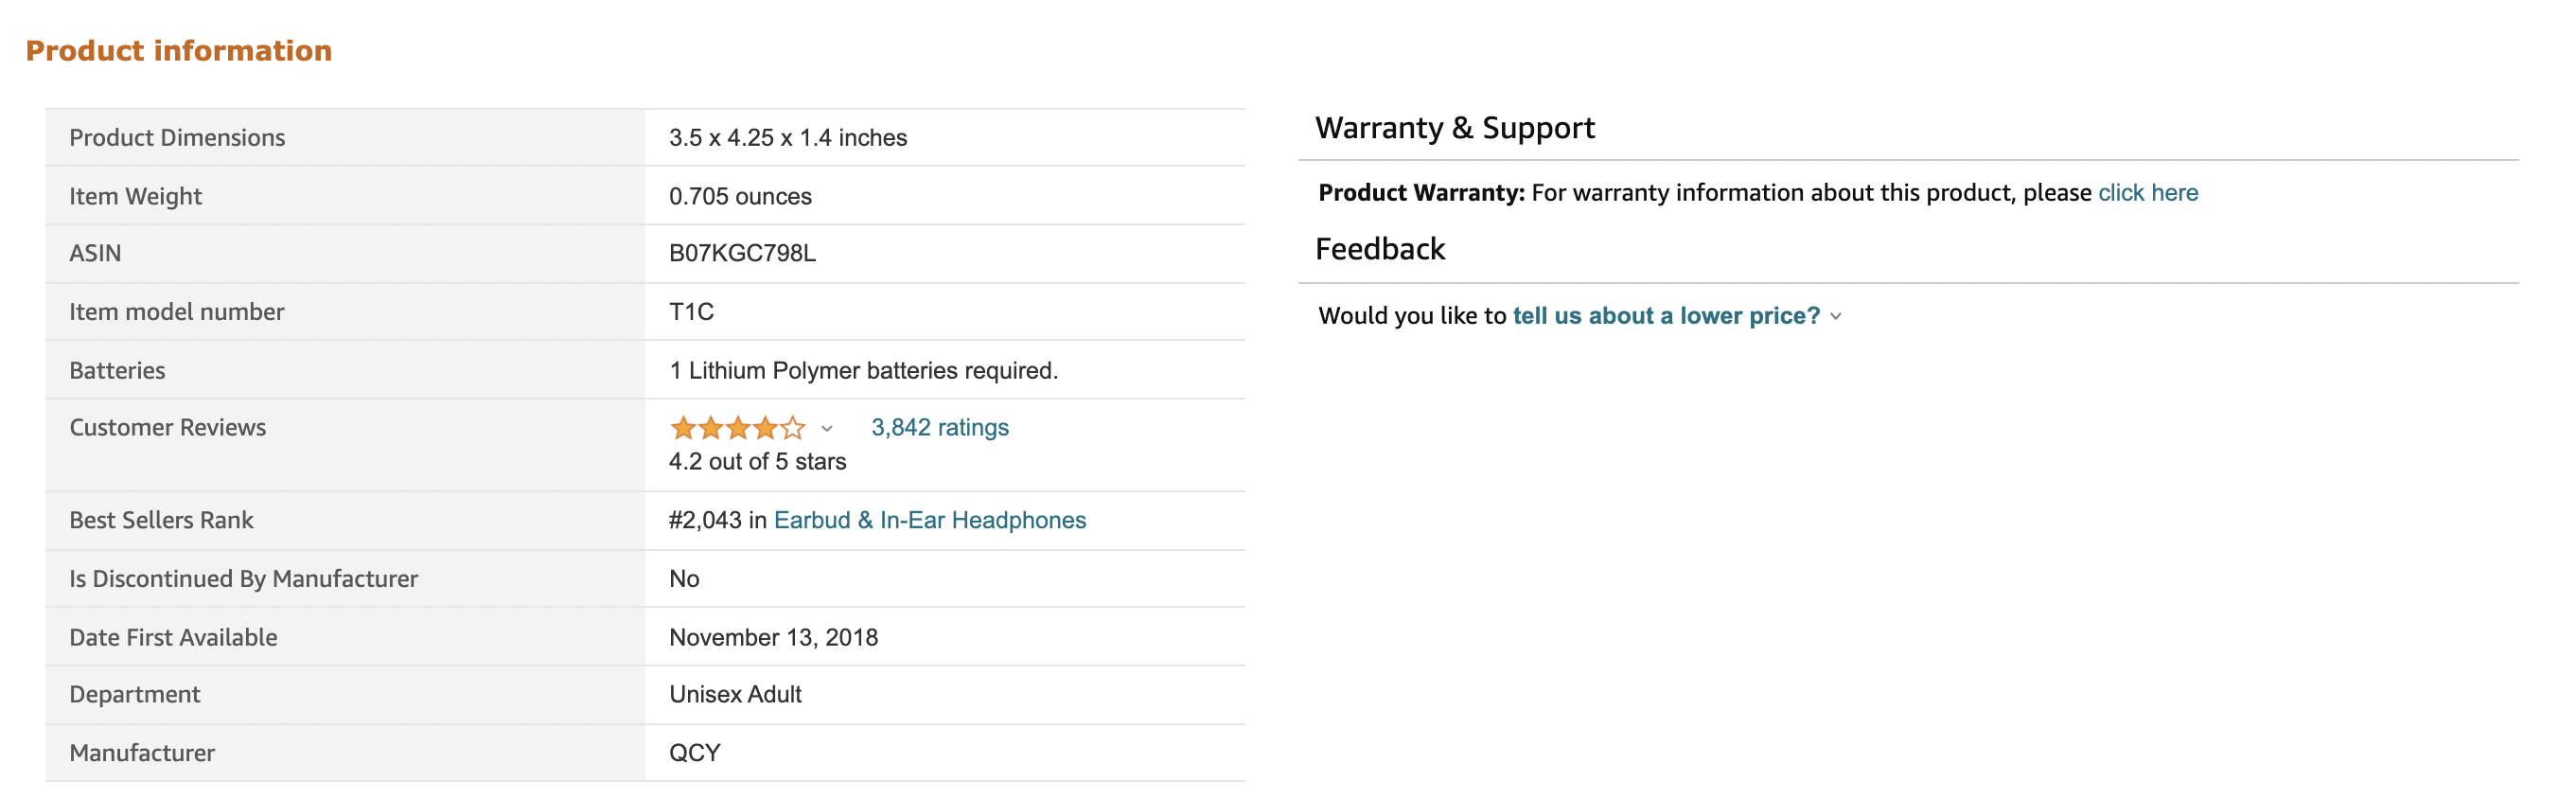 Product information
Product Dimensions 3.5 x 4.25 x 1.4 inches
Item Weight 0.705 ounces
ASIN B07KGC798L
Item model number T1C
Batteries 1 Lithium Polymer batteries required.
Customer Reviews 3,842 ratings
4.2 out of 5 stars
Best Sellers Rank #2,043 in Earbud & In-Ear Headphones
Is Discontinued By Manufacturer No
Date First Available November 13, 2018
Department Unisex Adult
Manufacturer QCY
Warranty & Support
Product Warranty: For warranty information about this product, please click here
Feedback
Would you like to tell us about a lower price?